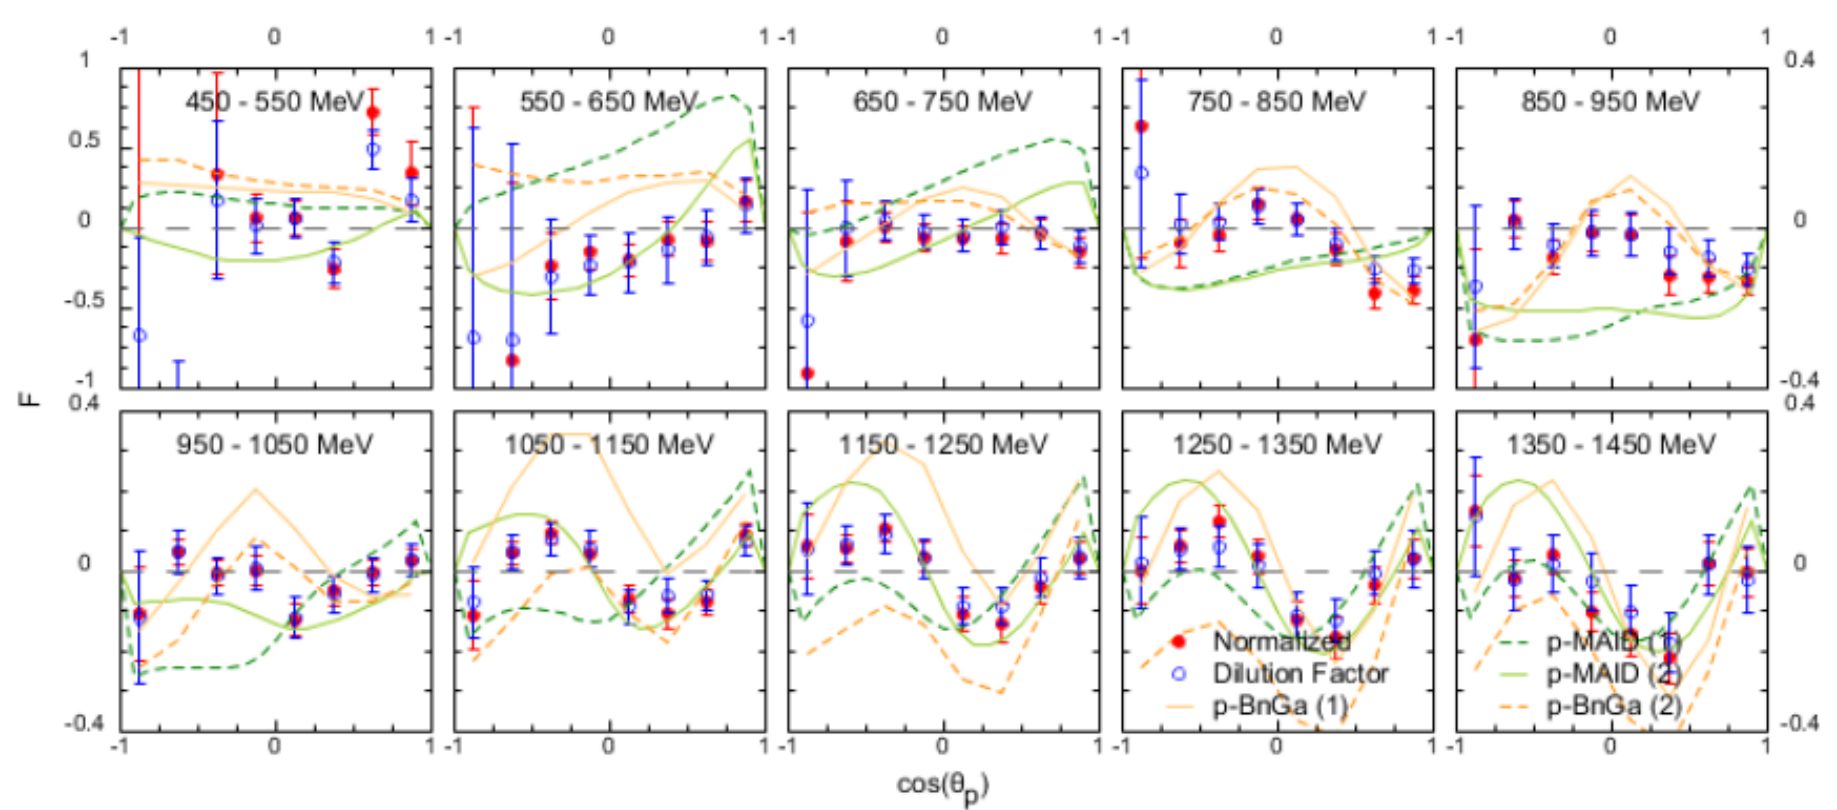 -1 0 1 -1 0 1 -1 0 1 -1 0 1 -1 0 1
1 0.4
450 - 550 MeV 550 - 650 MeV 650 - 750 MeV 750 - 850 MeV 850 - 950 MeV
0.5
0 0
-0.5
-1 -0.4
F
0.4 0.4
950 - 1050 MeV 1050 - 1150 MeV 1150 - 1250 MeV 1250 - 1350 MeV 1350 - 1450 MeV
0 0
Normalized p-MAID (1)
Dilution Factor p-MAID (2)
p-BnGa (1) p-BnGa (2)
-0.4 -0.4
-1 0 1 -1 0 1 -1 0 1 -1 0 1 -1 0 1
cos(θp)